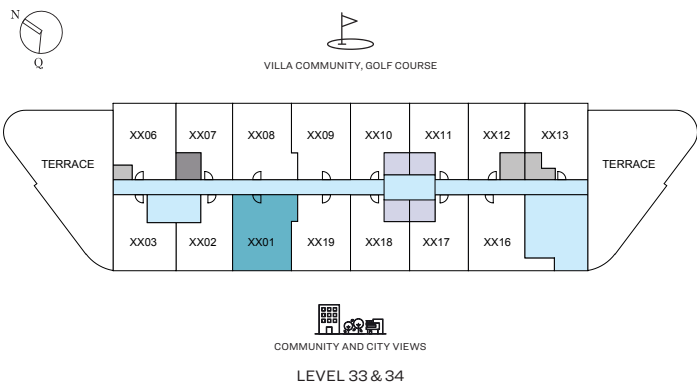 N
Q
VILLA COMMUNITY, GOLF COURSE
XX06 XX07 XX08 XX09 XX10 XX11 XX12 XX13
TERRACE TERRACE
XX03 XX02 XX01 XX19 XX18 XX17 XX16
COMMUNITY AND CITY VIEWS
LEVEL 33 & 34